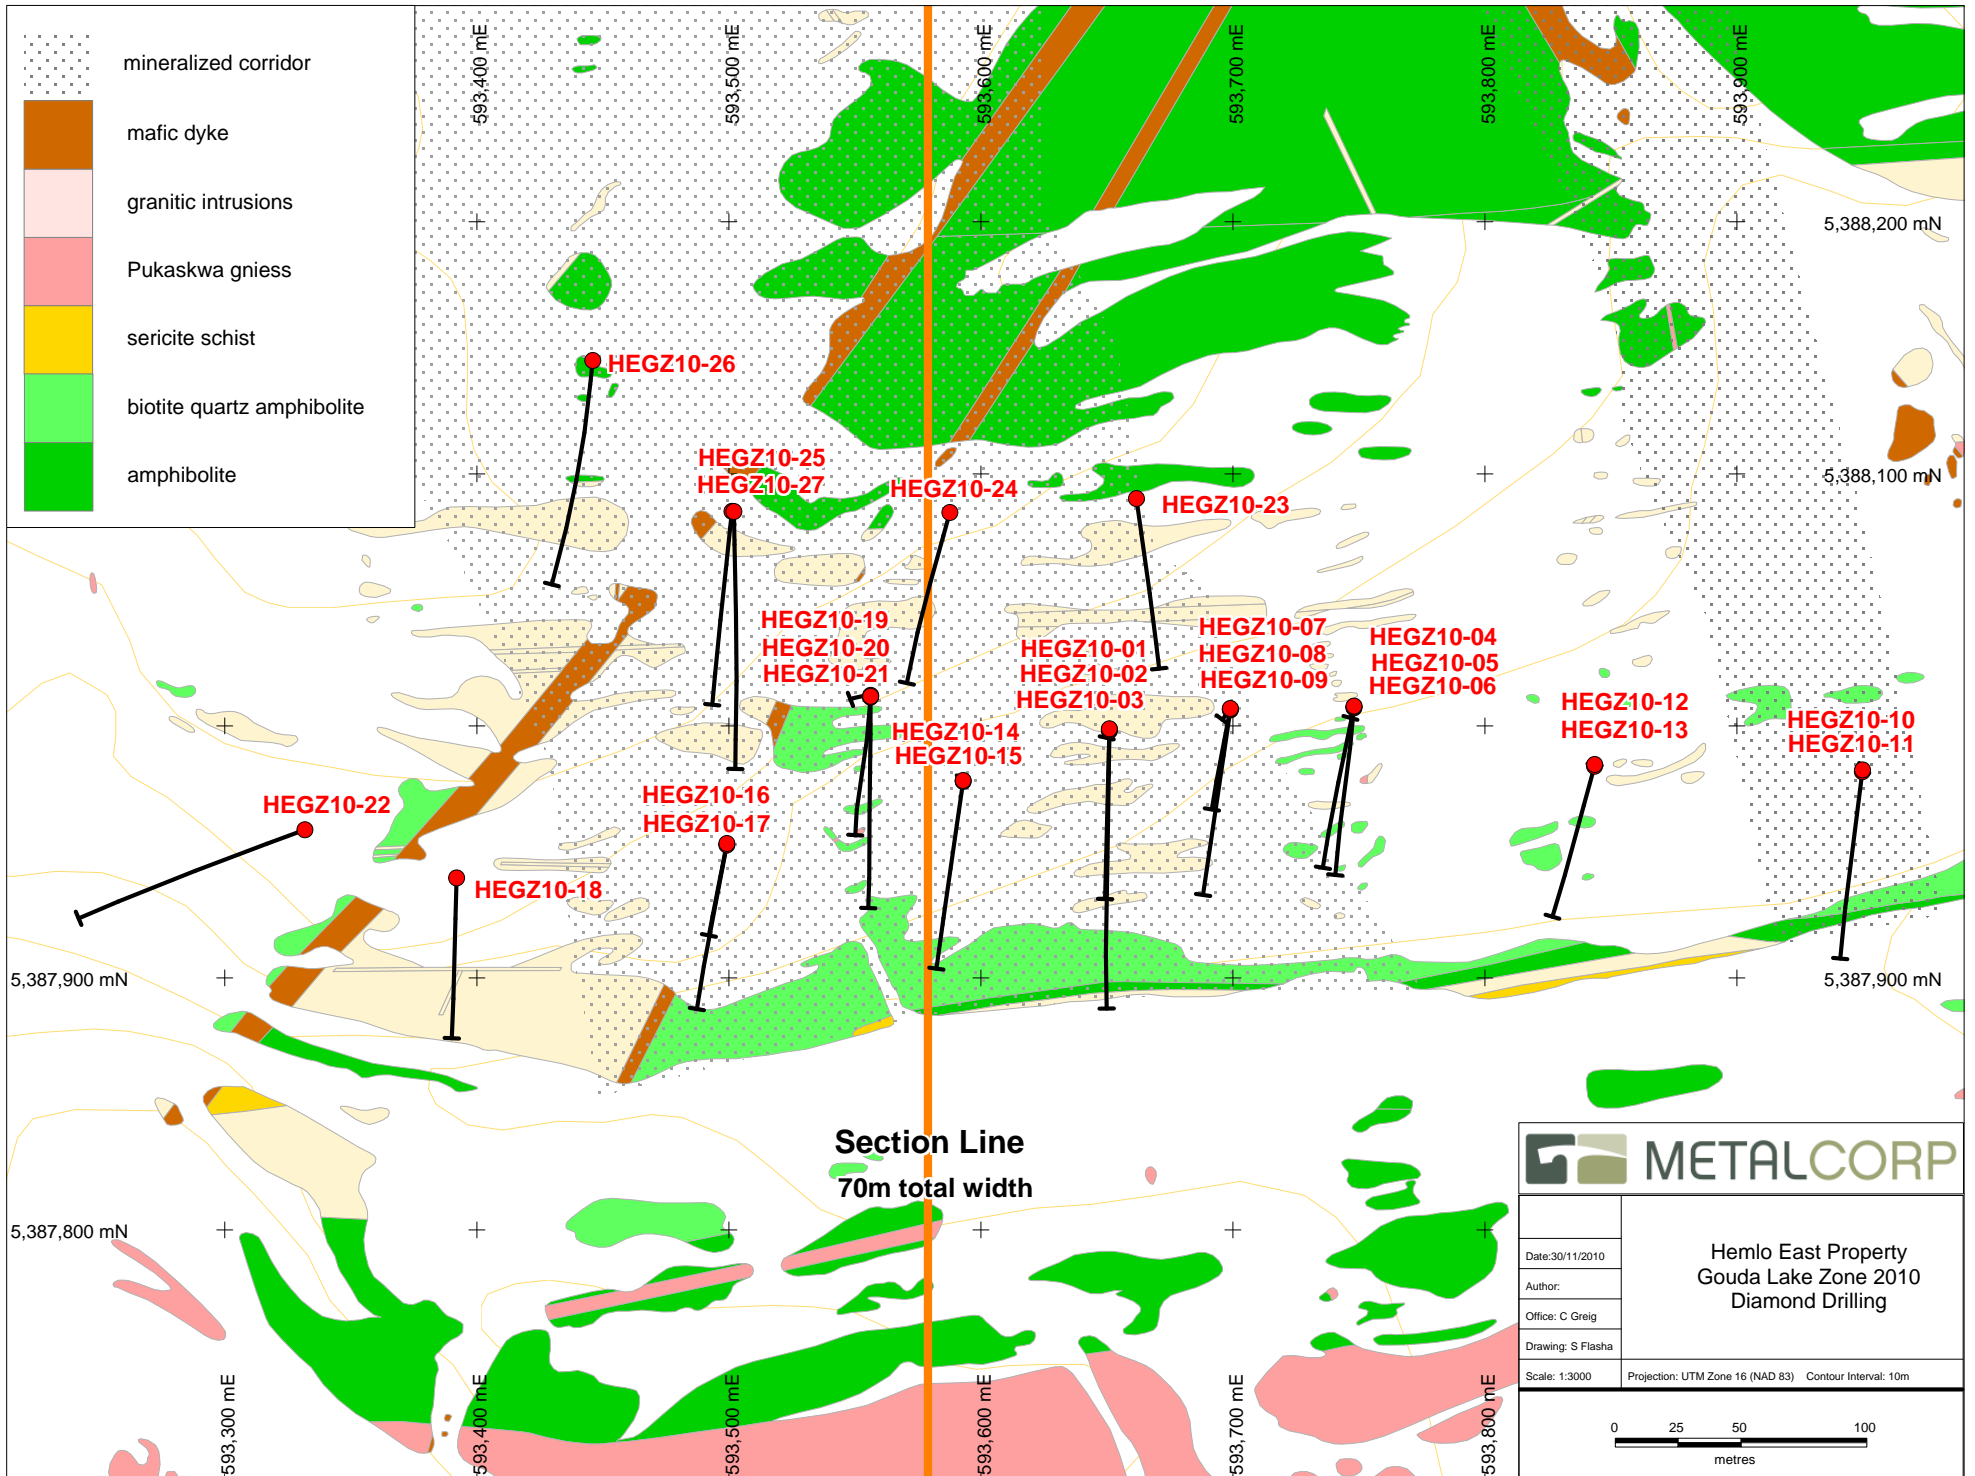 mineralized corridor
mafic dyke
granitic intrusions
Pukaskwa gniess
sericite schist
biotite quartz amphibolite
amphibolite
593,400 mE
593,500 mE
593,600 mE
593,700 mE
593,800 mE
593,900 mE
5,388,200 mN
HEGZ10-26
HEGZ10-25
HEGZ10-27
HEGZ10-24
HEGZ10-23
5,388,100 mN
HEGZ10-19
HEGZ10-20
HEGZ10-21
HEGZ10-01
HEGZ10-02
HEGZ10-03
HEGZ10-07
HEGZ10-08
HEGZ10-09
HEGZ10-04
HEGZ10-05
HEGZ10-06
HEGZ10-12
HEGZ10-13
HEGZ10-10
HEGZ10-11
HEGZ10-14
HEGZ10-15
HEGZ10-16
HEGZ10-17
HEGZ10-22
HEGZ10-18
5,387,900 mN
5,387,900 mN
Section Line
70m total width
5,387,800 mN
593,300 mE
593,400 mE
593,500 mE
593,600 mE
593,700 mE
593,800 mE
METALCORP
Date:30/11/2010
Author:
Office: C Greig
Drawing: S Flasha
Scale: 1:3000
Hemlo East Property
Gouda Lake Zone 2010
Diamond Drilling
Projection: UTM Zone 16 (NAD 83) Contour Interval: 10m
0 25 50 100
metres